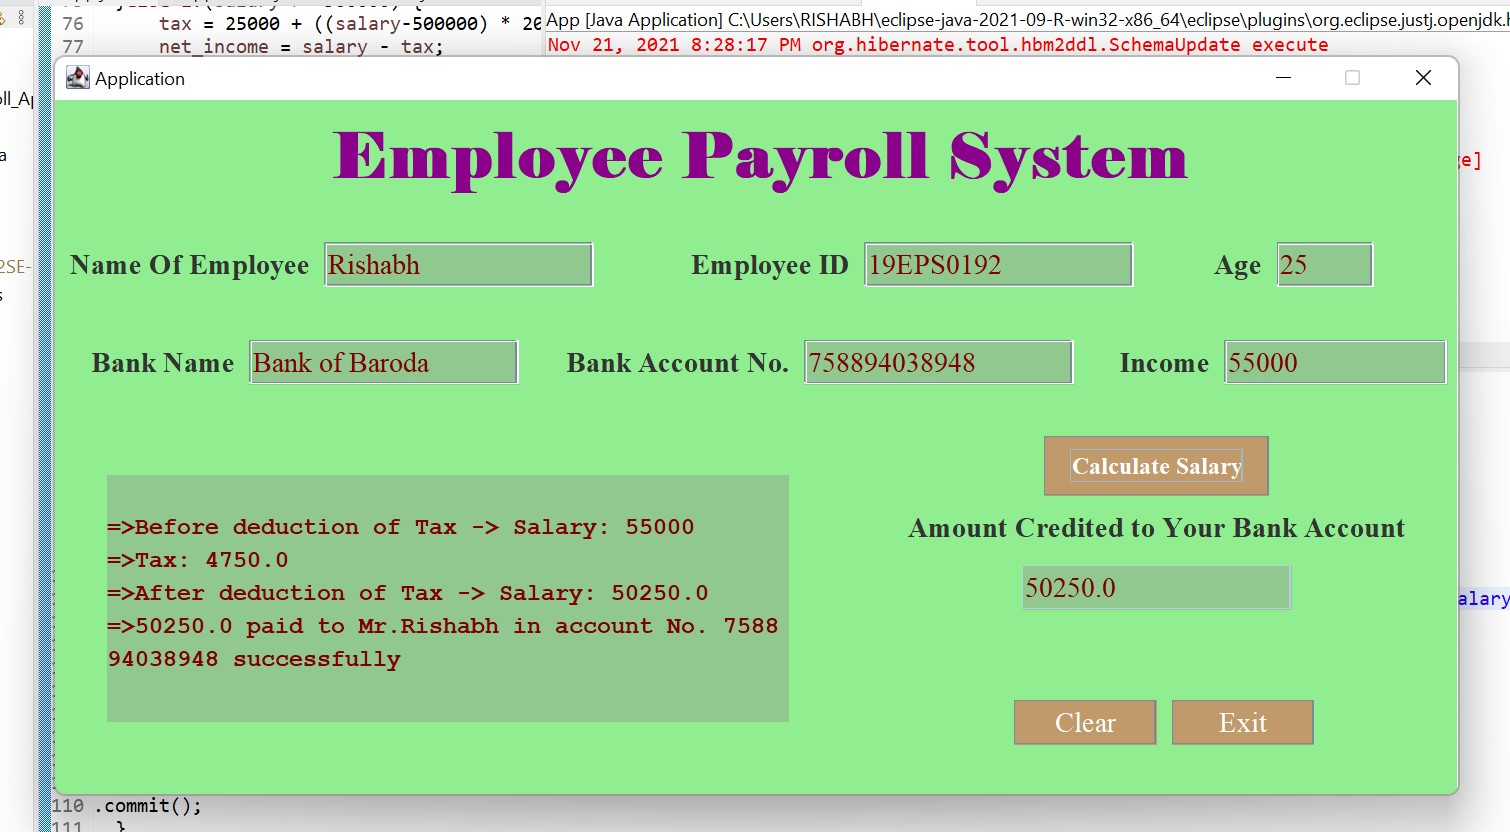 76 tax = 25000 + ((salary-500000) * 20
77 net_income = salary - tax;
App [Java Application] C:\Users\RISHABH\eclipse-java-2021-09-R-win32-x86_64\eclipse\plugins\org.eclipse.justj.openjdk.h
Nov 21, 2021 8:28:17 PM org.hibernate.tool.hbm2ddl.SchemaUpdate execute
Application
Employee Payroll System
Name Of Employee Rishabh Employee ID 19EPS0192 Age 25
Bank Name Bank of Baroda Bank Account No. 758894038948 Income 55000
Calculate Salary
=>Before deduction of Tax -> Salary: 55000
=>Tax: 4750.0
=>After deduction of Tax -> Salary: 50250.0
=>50250.0 paid to Mr.Rishabh in account No. 7588
94038948 successfully
Amount Credited to Your Bank Account
50250.0
Clear Exit
alary
110 .commit();
111 }